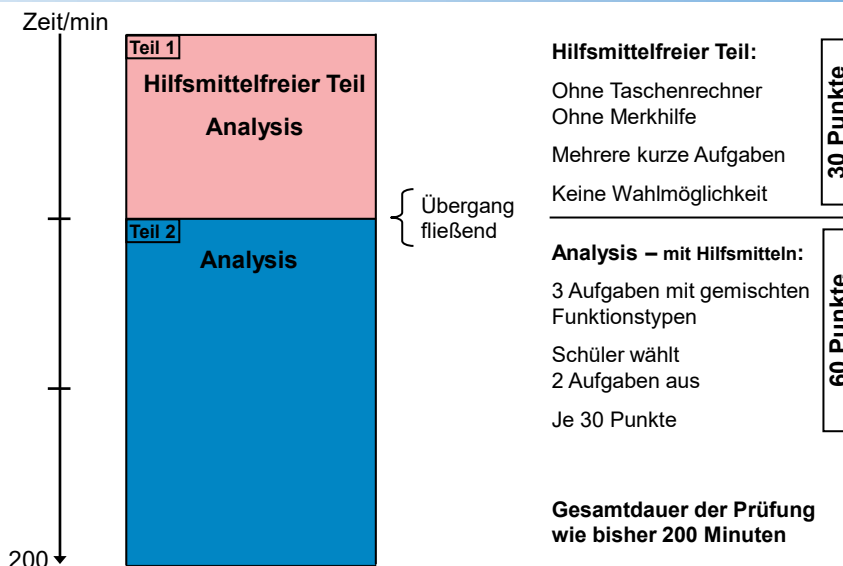 Zeit/min
Teil 1
Hilfsmittelfreier Teil
Analysis
Teil 2
Analysis
200
Übergang
fließend
Hilfsmittelfreier Teil:
Ohne Taschenrechner
Ohne Merkhilfe
Mehrere kurze Aufgaben
Keine Wahlmöglichkeit
30 Punkte
Analysis – mit Hilfsmitteln:
3 Aufgaben mit gemischten
Funktionstypen
Schüler wählt
2 Aufgaben aus
Je 30 Punkte
60 Punkte
Gesamtdauer der Prüfung
wie bisher 200 Minuten